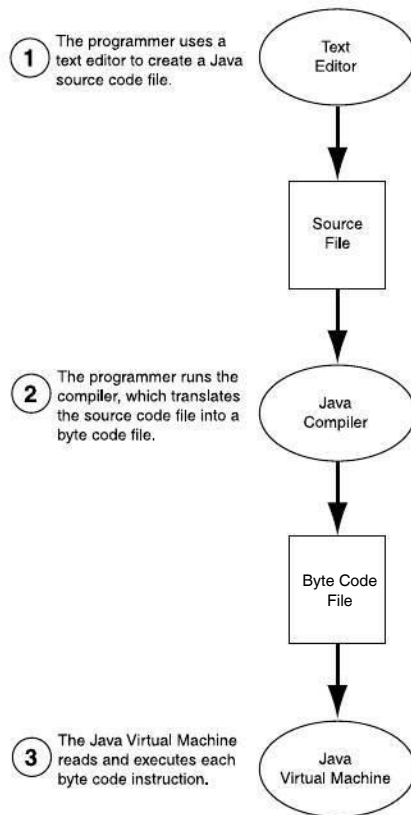 1
The programmer uses a
text editor to create a Java
source code file.
Text
Editor
Source
File
2
The programmer runs the
compiler, which translates
the source code file into a
byte code file.
Java
Compiler
Byte Code
File
3
The Java Virtual Machine
reads and executes each
byte code instruction.
Java
Virtual Machine